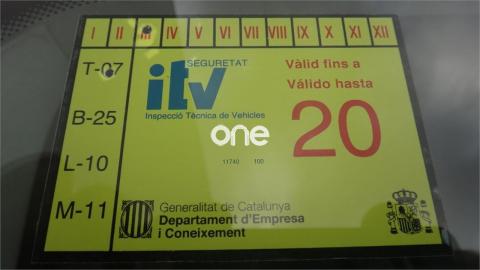 I II III IV V VI VII VIII IX X XI XII
T-07
SEGURETAT
itv
Inspecció Tècnica de Vehicles
Vàlid fins a
Válido hasta
20
B-25
one
11740 100
L-10
M-11
Generalitat de Catalunya
Departament d'Empresa
i Coneixement